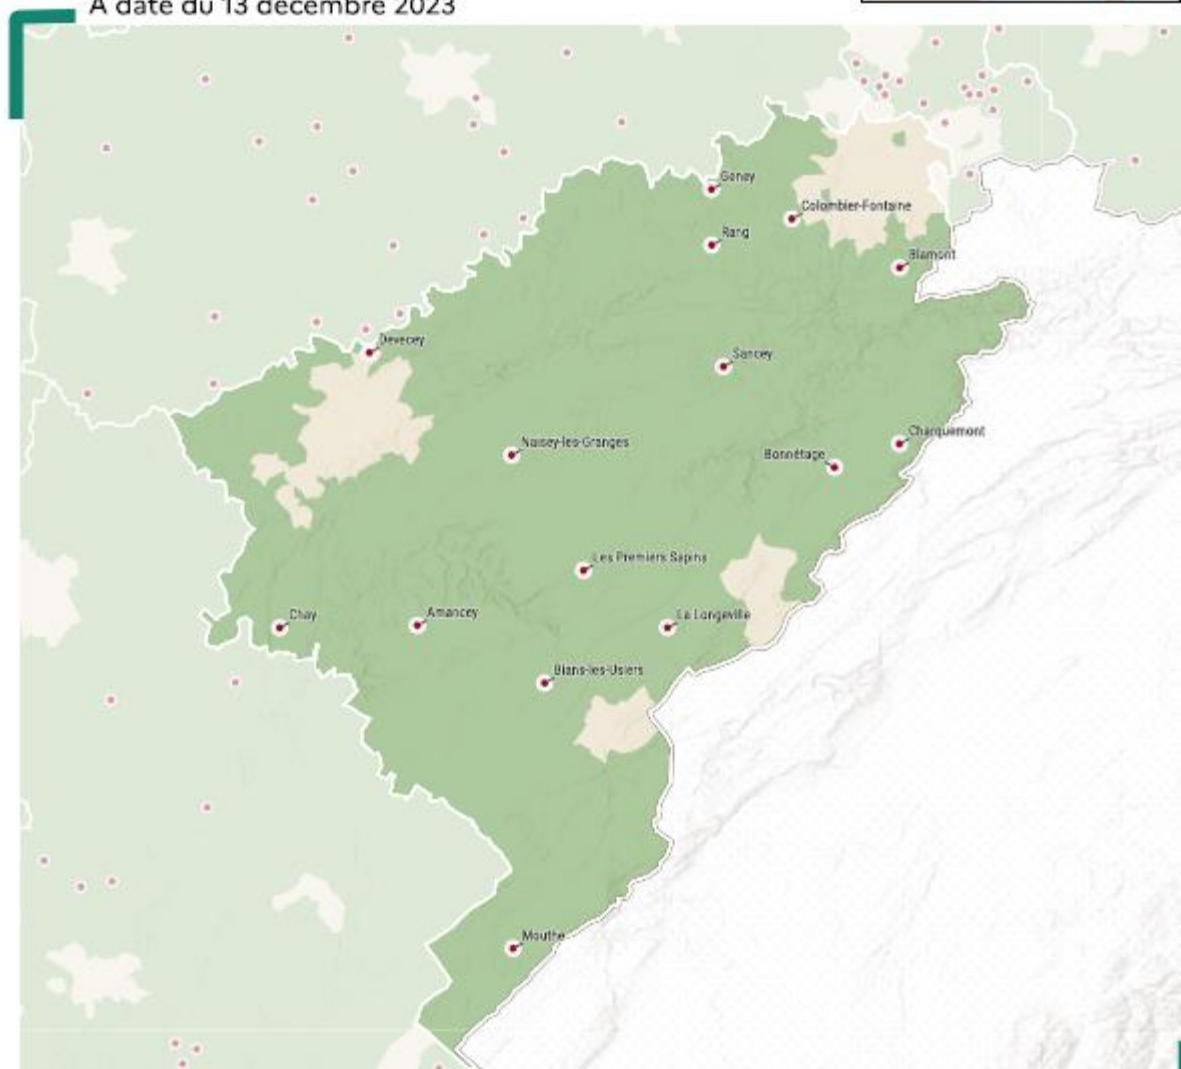 A date du 13 décembre 2023
Geney
Colombier-Fontaine
Rang
Blamont
Devecey
Sancey
Charquemont
Naisey-les-Granges
Bonnétage
Les Premiers Sapins
Chay
Amancey
La Longeville
Bians-les-Usiers
Mouthe